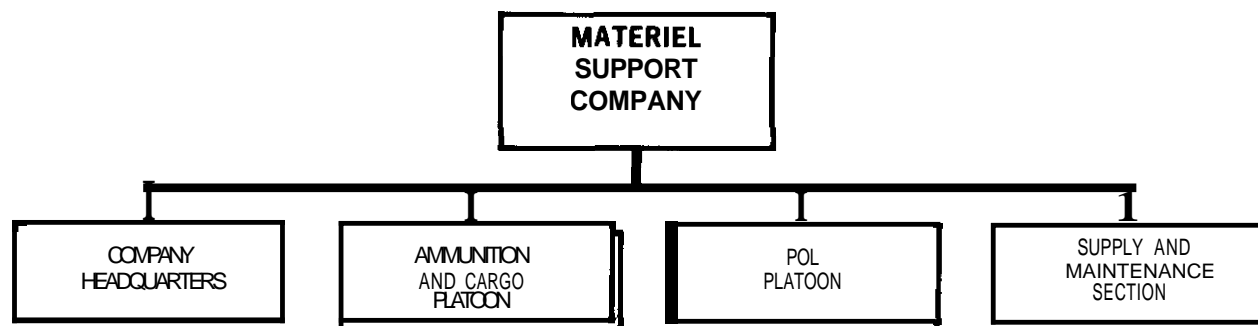 MATERIEL
SUPPORT
COMPANY
COMPANY
HEADQUARTERS
AMMUNITION
AND CARGO
PLATOON
POL
PLATOON
SUPPLY AND
MAINTENANCE
SECTION